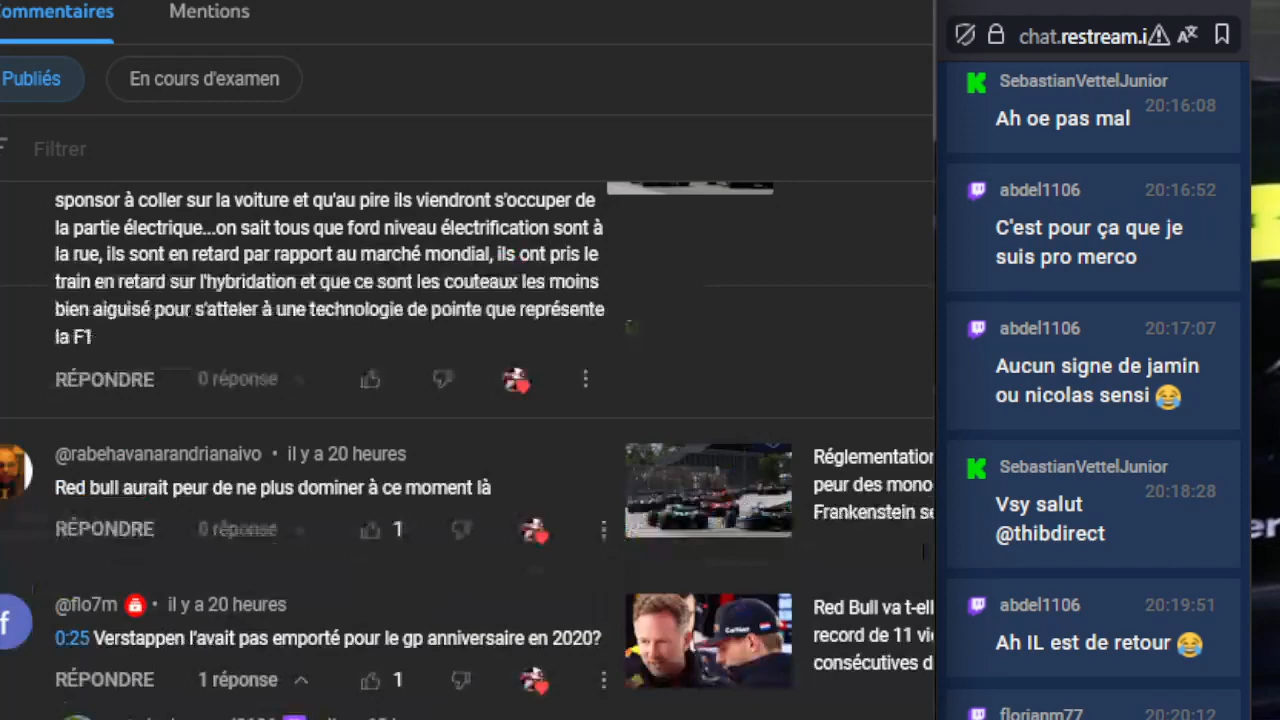 Commentaires
Mentions
Publiés
En cours d'examen
Filtrer
sponsor à coller sur la voiture et qu'au pire ils viendront s'occuper de
la partie électrique...on sait tous que ford niveau électrification sont à
la rue, ils sont en retard par rapport au marché mondial, ils ont pris le
train en retard sur l'hybridation et que ce sont les couteaux les moins
bien aiguisé pour s'atteler à une technologie de pointe que représente
la F1
RÉPONDRE 0 réponse
@rabehavanarandrianaivo • il y a 20 heures
Red bull aurait peur de ne plus dominer à ce moment là
RÉPONDRE 0 réponse 1
Réglementation
peur des mono
Frankenstein se
@flo7m • il y a 20 heures
0:25 Verstappen l'avait pas emporté pour le gp anniversaire en 2020?
RÉPONDRE 1 réponse 1
Red Bull va t-ell
record de 11 vi
consécutives d
chat.restream.i
SebastianVettelJunior
20:16:08
Ah oe pas mal
abdel1106 20:16:52
C'est pour ça que je
suis pro merco
abdel1106 20:17:07
Aucun signe de jamin
ou nicolas sensi 😂
SebastianVettelJunior
20:18:28
Vsy salut
@thibdirect
abdel1106 20:19:51
Ah IL est de retour 😂
florianm77 20:20:12